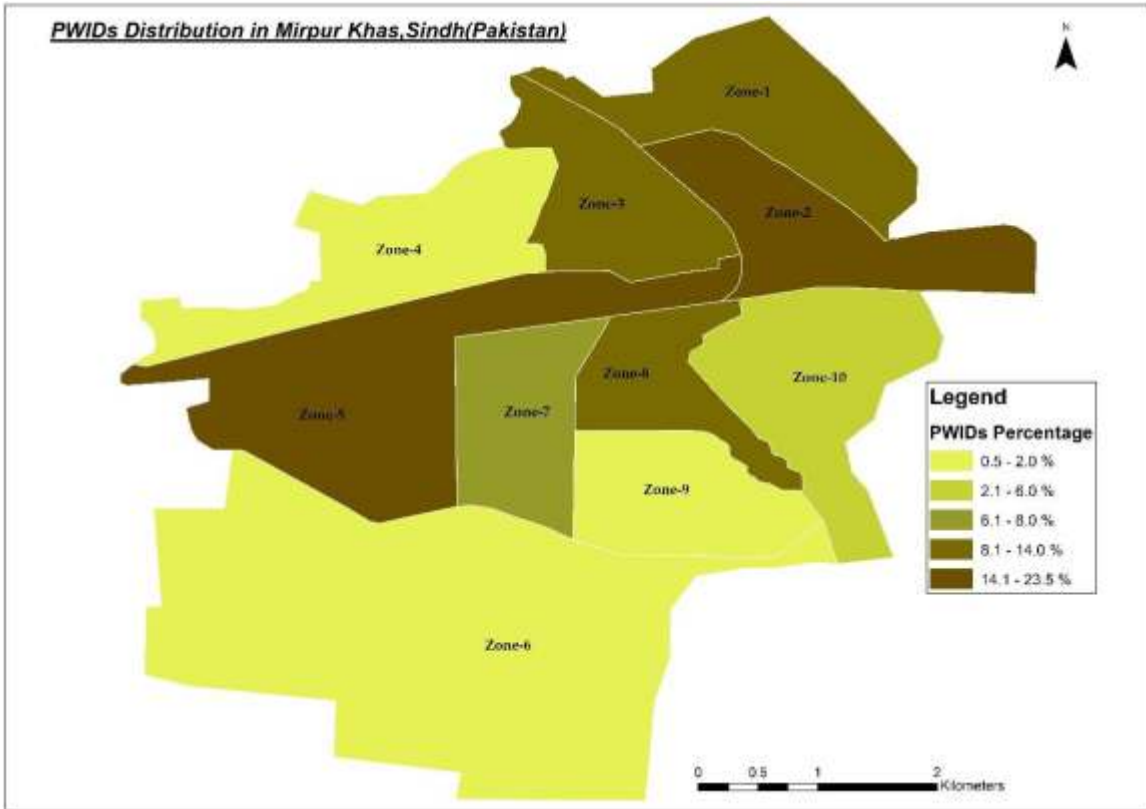 PWIDs Distribution in Mirpur Khas,Sindh(Pakistan)
N
Zone-1
Zone-2
Zone-3
Zone-4
Zone-5
Zone-6
Zone-7
Zone-8
Zone-9
Zone-10
Legend
PWIDs Percentage
0.5 - 2.0 %
2.1 - 6.0 %
6.1 - 8.0 %
8.1 - 14.0 %
14.1 - 23.5 %
0 0.5 1 2
Kilometers